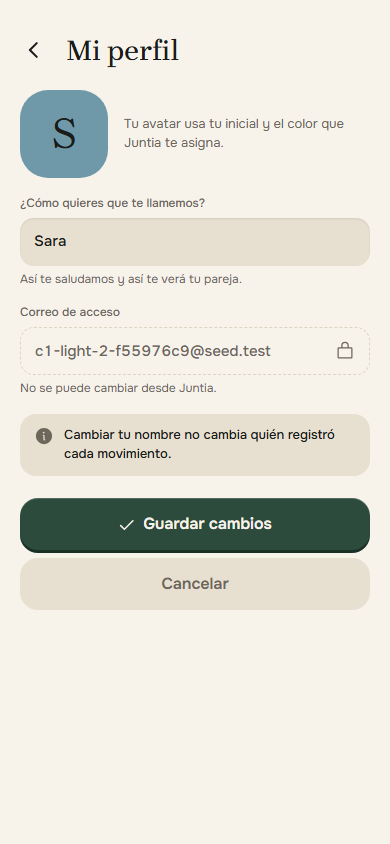 Mi perfil
S
Tu avatar usa tu inicial y el color que
Juntia te asigna.
¿Cómo quieres que te llamemos?
Sara
Así te saludamos y así te verá tu pareja.
Correo de acceso
c1-light-2-f55976c9@seed.test
No se puede cambiar desde Juntia.
Cambiar tu nombre no cambia quién registró
cada movimiento.
Guardar cambios
Cancelar